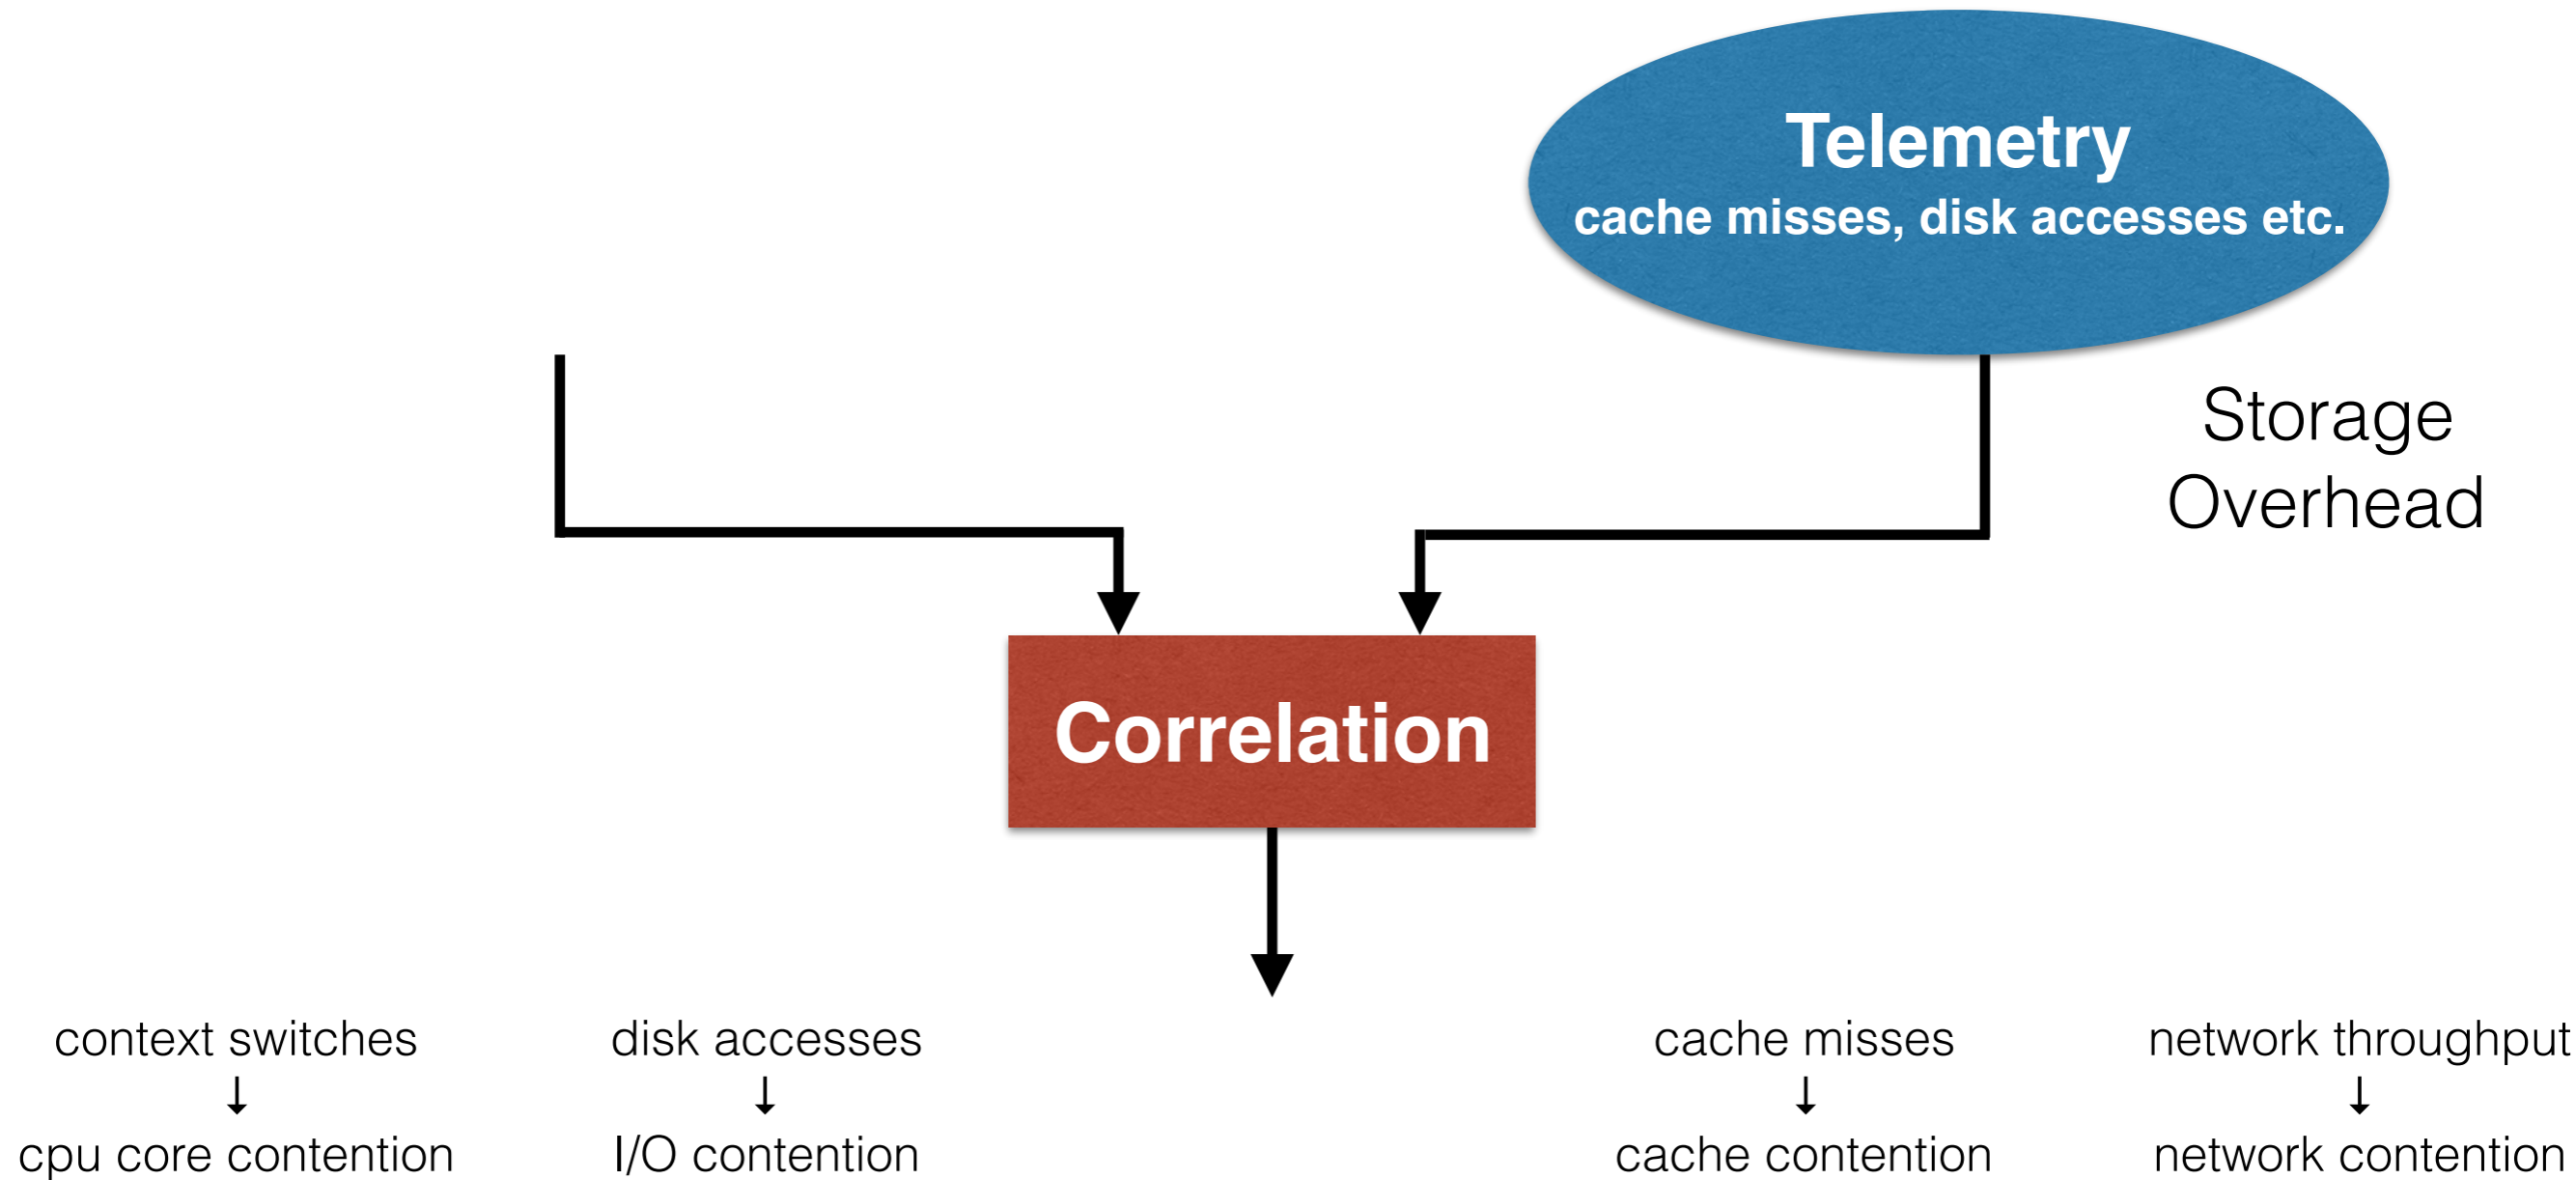 Telemetry
cache misses, disk accesses etc.
Storage
Overhead
Correlation
context switches
↓
cpu core contention
disk accesses
↓
I/O contention
cache misses
↓
cache contention
network throughput
↓
network contention